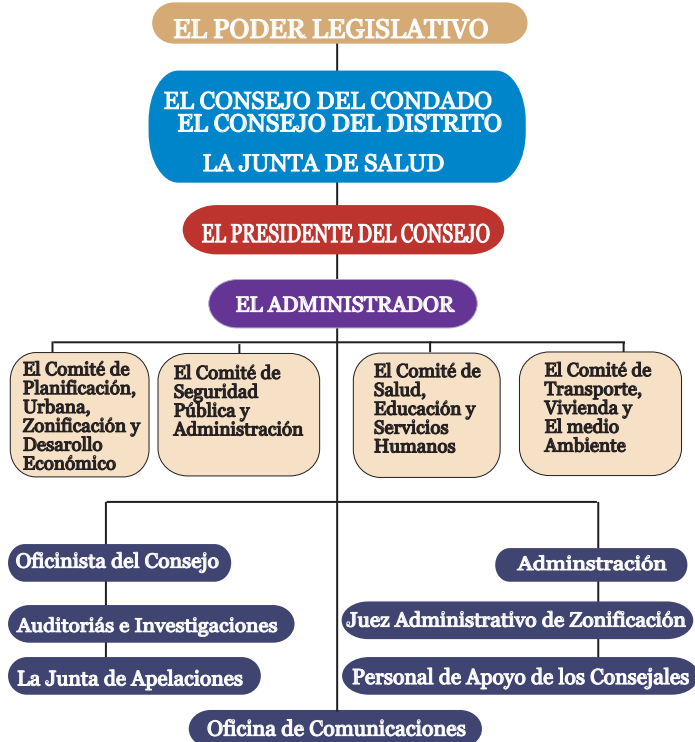 EL PODER LEGISLATIVO
EL CONSEJO DEL CONDADO
EL CONSEJO DEL DISTRITO
LA JUNTA DE SALUD
EL PRESIDENTE DEL CONSEJO
EL ADMINISTRADOR
El Comité de
Planificación,
Urbana,
Zonificación y
Desarollo
Económico
El Comité de
Seguridad
Pública y
Administración
El Comité de
Salud,
Educación y
Servicios
Humanos
El Comité de
Transporte,
Vivienda y
El medio
Ambiente
Oficinista del Consejo
Auditoriás e Investigaciones
La Junta de Apelaciones
Adminstración
Juez Administrativo de Zonificación
Personal de Apoyo de los Consejales
Oficina de Comunicaciones